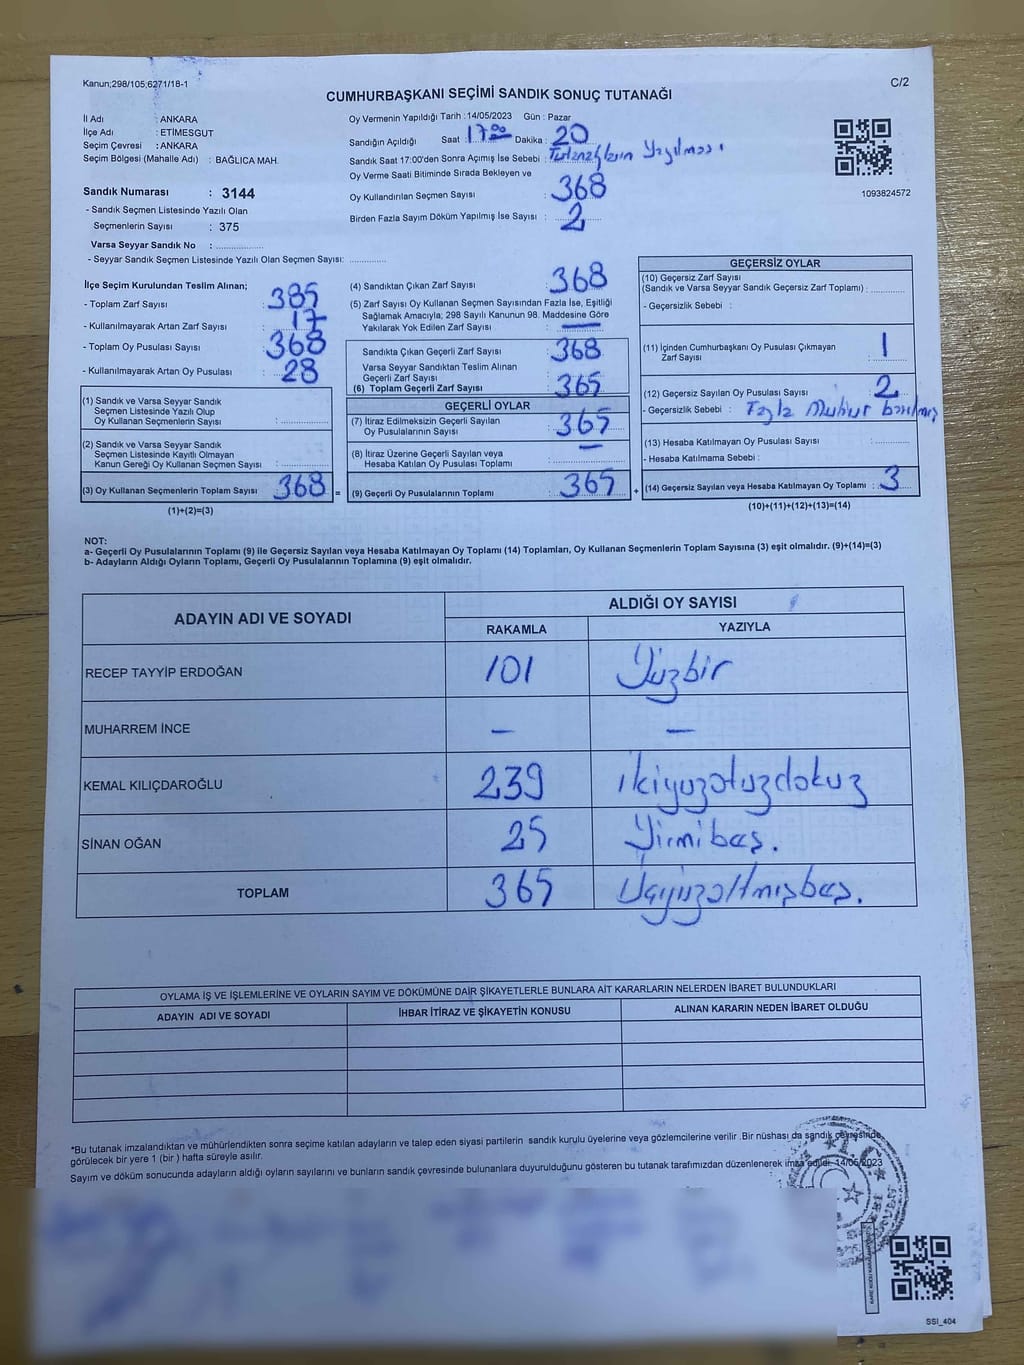 Kanun;298/105;6271/18-1
C/2
CUMHURBAŞKANI SEÇİMİ SANDIK SONUÇ TUTANAĞI
İl Adı : ANKARA
İlçe Adı : ETİMESGUT
Seçim Çevresi : ANKARA
Seçim Bölgesi (Mahalle Adı) : BAĞLICA MAH.
Sandık Numarası : 3144
- Sandık Seçmen Listesinde Yazılı Olan
Seçmenlerin Sayısı : 375
Varsa Seyyar Sandık No :
- Seyyar Sandık Seçmen Listesinde Yazılı Olan Seçmen Sayısı:
Oy Vermenin Yapıldığı Tarih :14/05/2023 Gün : Pazar
Sandığın Açıldığı Saat : 17 00 Dakika : 20
Sandık Saat 17:00'den Sonra Açımış İse Sebebi : Tutanakların Yazılması
Oy Verme Saati Bitiminde Sırada Bekleyen ve
Oy Kullandırılan Seçmen Sayısı : 368
Birden Fazla Sayım Döküm Yapılmış İse Sayısı : 2
1093824572
İlçe Seçim Kurulundan Teslim Alınan;
- Toplam Zarf Sayısı : 385
- Kullanılmayarak Artan Zarf Sayısı : 17
- Toplam Oy Pusulası Sayısı : 368
- Kullanılmayarak Artan Oy Pusulası : 28
(1) Sandık ve Varsa Seyyar Sandık
Seçmen Listesinde Yazılı Olup
Oy Kullanan Seçmenlerin Sayısı :
(2) Sandık ve Varsa Seyyar Sandık
Seçmen Listesinde Kayıtlı Olmayan
Kanun Gereği Oy Kullanan Seçmen Sayısı :
(3) Oy Kullanan Seçmenlerin Toplam Sayısı : 368 =
(1)+(2)=(3)
(4) Sandıktan Çıkan Zarf Sayısı : 368
(5) Zarf Sayısı Oy Kullanan Seçmen Sayısından Fazla İse, Eşitliği
Sağlamak Amacıyla; 298 Sayılı Kanunun 98. Maddesine Göre
Yakılarak Yok Edilen Zarf Sayısı : —
Sandıkta Çıkan Geçerli Zarf Sayısı : 368
Varsa Seyyar Sandıktan Teslim Alınan
Geçerli Zarf Sayısı :
(6) Toplam Geçerli Zarf Sayısı : 365
GEÇERLİ OYLAR
(7) İtiraz Edilmeksizin Geçerli Sayılan
Oy Pusulalarının Sayısı : 365
(8) İtiraz Üzerine Geçerli Sayılan veya
Hesaba Katılan Oy Pusulası Toplamı : —
(9) Geçerli Oy Pusulalarının Toplamı : 365 +
GEÇERSİZ OYLAR
(10) Geçersiz Zarf Sayısı
(Sandık ve Varsa Seyyar Sandık Geçersiz Zarf Toplamı) :
- Geçersizlik Sebebi :
(11) İçinden Cumhurbaşkanı Oy Pusulası Çıkmayan
Zarf Sayısı : 1
(12) Geçersiz Sayılan Oy Pusulası Sayısı : 2
- Geçersizlik Sebebi : Fazla Mühür basılmış
(13) Hesaba Katılmayan Oy Pusulası Sayısı :
- Hesaba Katılmama Sebebi :
(14) Geçersiz Sayılan veya Hesaba Katılmayan Oy Toplamı : 3
(10)+(11)+(12)+(13)=(14)
NOT:
a- Geçerli Oy Pusulalarının Toplamı (9) ile Geçersiz Sayılan veya Hesaba Katılmayan Oy Toplamı (14) Toplamları, Oy Kullanan Seçmenlerin Toplam Sayısına (3) eşit olmalıdır. (9)+(14)=(3)
b- Adayların Aldığı Oyların Toplamı, Geçerli Oy Pusulalarının Toplamına (9) eşit olmalıdır.
ADAYIN ADI VE SOYADI ALDIĞI OY SAYISI
RAKAMLA YAZIYLA
RECEP TAYYİP ERDOĞAN 101 Yüzbir
MUHARREM İNCE — —
KEMAL KILIÇDAROĞLU 239 ikiyüzotuzdokuz
SİNAN OĞAN 25 Yirmibeş.
TOPLAM 365 Üçyüzaltmışbeş.
OYLAMA İŞ VE İŞLEMLERİNE VE OYLARIN SAYIM VE DÖKÜMÜNE DAİR ŞİKAYETLERLE BUNLARA AİT KARARLARIN NELERDEN İBARET BULUNDUKLARI
ADAYIN ADI VE SOYADI İHBAR İTİRAZ VE ŞİKAYETİN KONUSU ALINAN KARARIN NEDEN İBARET OLDUĞU
*Bu tutanak imzalandıktan ve mühürlendikten sonra seçime katılan adayların ve talep eden siyasi partilerin sandık kurulu üyelerine veya gözlemcilerine verilir .Bir nüshası da sandık çevresinde
görülecek bir yere 1 (bir ) hafta süreyle asılır.
Sayım ve döküm sonucunda adayların aldığı oyların sayılarını ve bunların sandık çevresinde bulunanlara duyurulduğunu gösteren bu tutanak tarafımızdan düzenlenerek imza edildi. 14/05/2023
T.C.
SSI_404